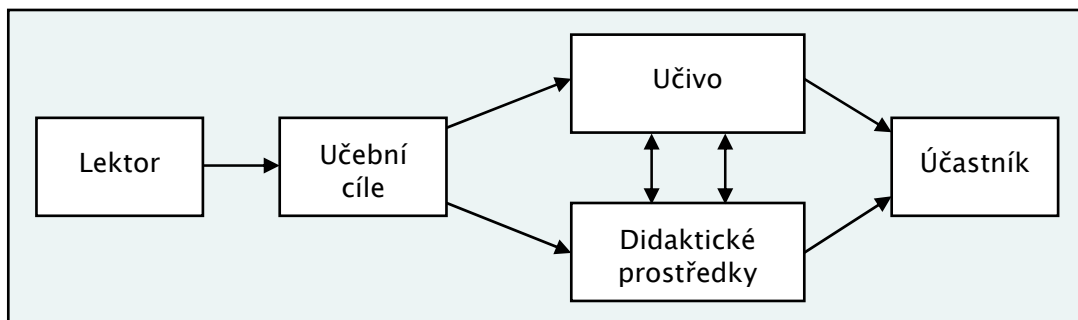 Lektor
Učební
cíle
Učivo
Didaktické
prostředky
Účastník